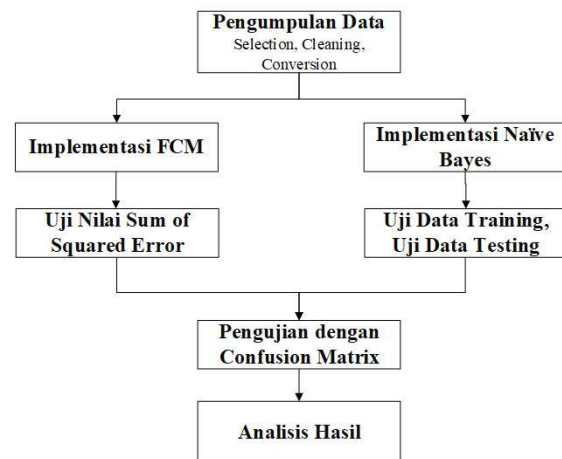 Pengumpulan Data
Selection, Cleaning,
Conversion
Implementasi FCM
Implementasi Naïve
Bayes
Uji Nilai Sum of
Squared Error
Uji Data Training,
Uji Data Testing
Pengujian dengan
Confusion Matrix
Analisis Hasil